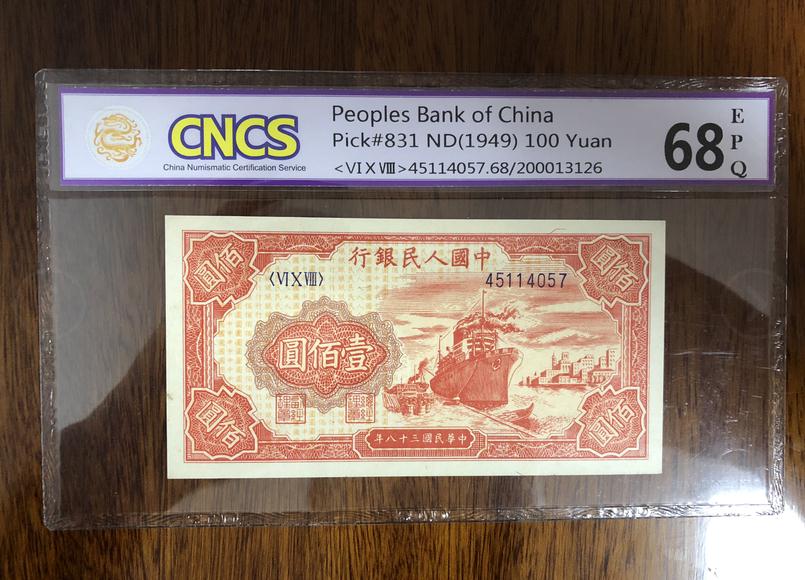 CNCS
China Numismatic Certification Service
Peoples Bank of China
Pick#831 ND(1949) 100 Yuan
<VI X VIII>45114057.68/200013126
68
E
P
Q
行銀民人國中
〈VIXVIII〉
45114057
圓佰
圓佰
圓佰壹
圓佰
圓佰
年八十三國民華中